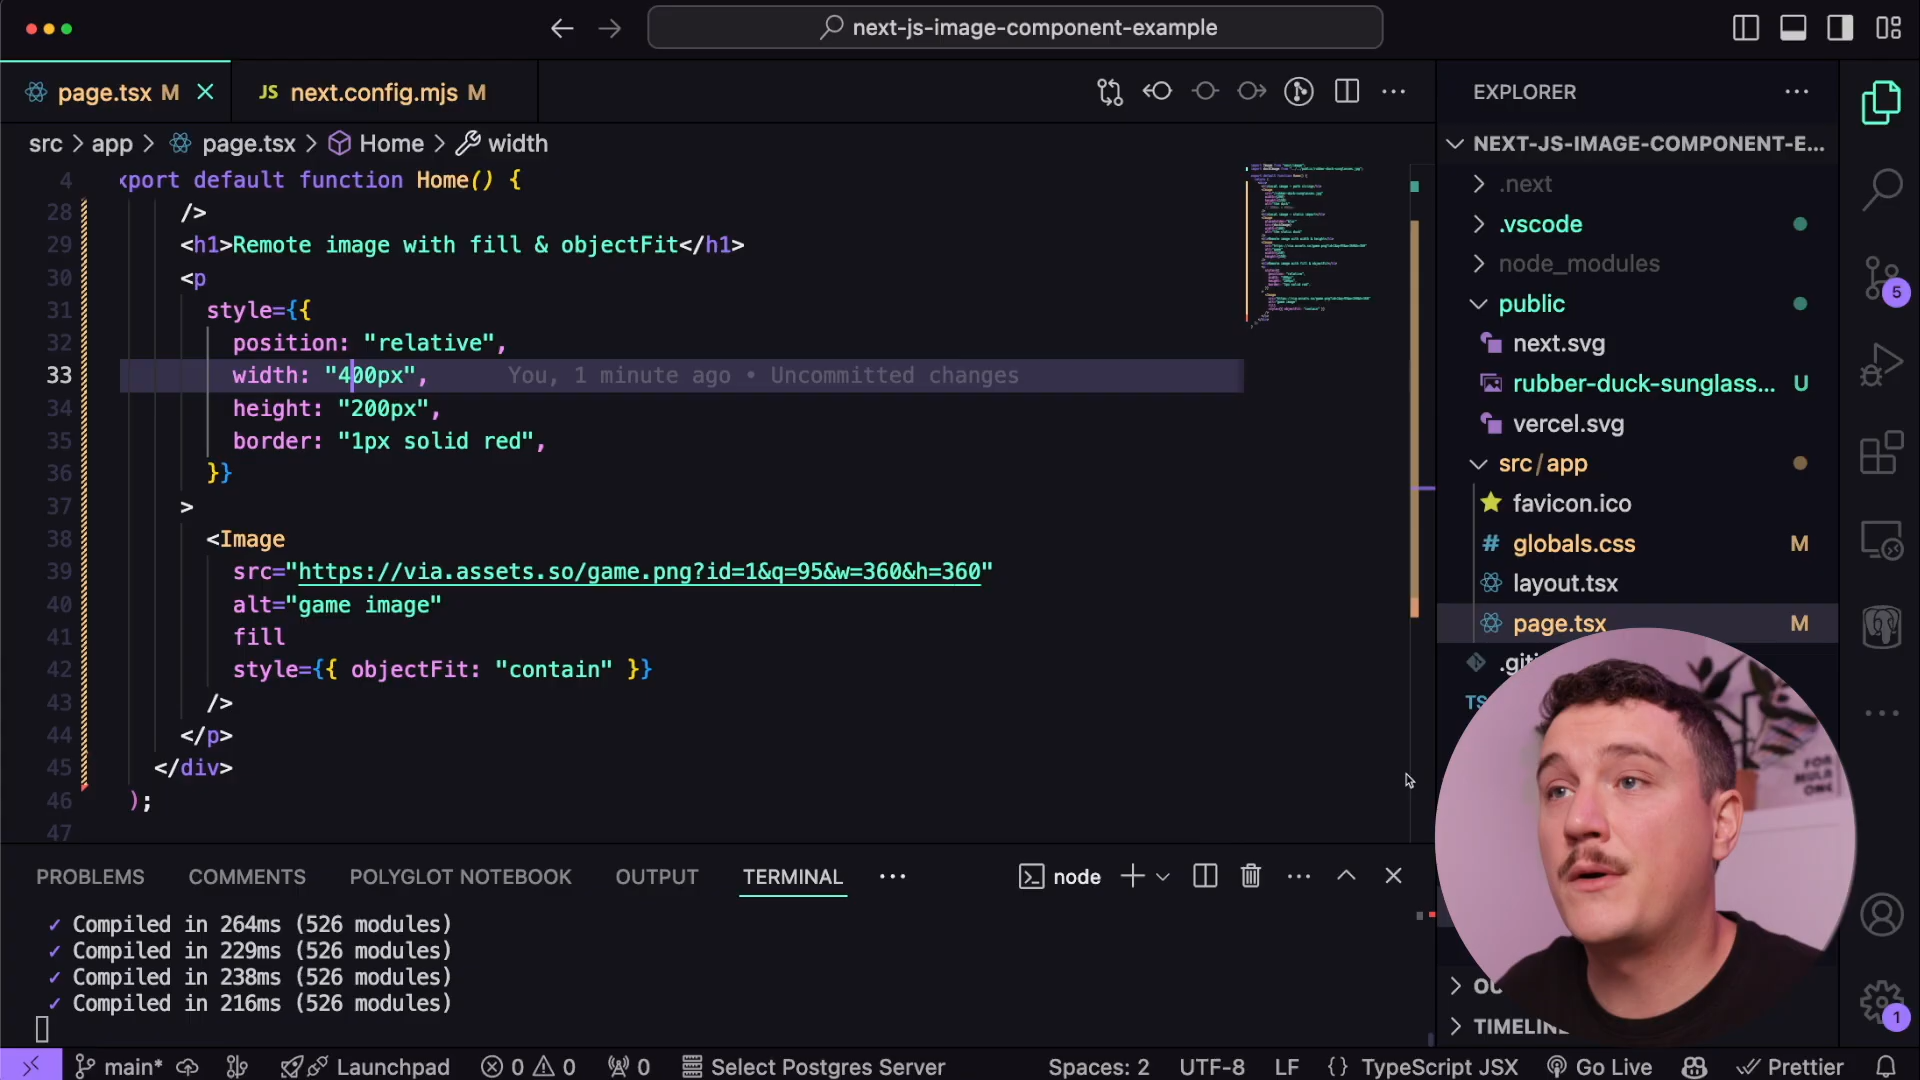 next-js-image-component-example
page.tsx M
JS next.config.mjs M
src > app > page.tsx > Home > width
4 xport default function Home() {
28 />
29 <h1>Remote image with fill & objectFit</h1>
30 <p
31 style={{
32 position: "relative",
33 width: "400px", You, 1 minute ago • Uncommitted changes
34 height: "200px",
35 border: "1px solid red",
36 }}
37 >
38 <Image
39 src="https://via.assets.so/game.png?id=1&q=95&w=360&h=360"
40 alt="game image"
41 fill
42 style={{ objectFit: "contain" }}
43 />
44 </p>
45 </div>
46 );
47
EXPLORER
NEXT-JS-IMAGE-COMPONENT-E...
.next
.vscode
node_modules
public
next.svg
rubber-duck-sunglass... U
vercel.svg
src/app
favicon.ico
# globals.css M
layout.tsx
page.tsx M
.giti
TS
TIMELINE
5
1
FOR
MULA
ONE
PROBLEMS COMMENTS POLYGLOT NOTEBOOK OUTPUT TERMINAL ... node
✓ Compiled in 264ms (526 modules)
✓ Compiled in 229ms (526 modules)
✓ Compiled in 238ms (526 modules)
✓ Compiled in 216ms (526 modules)
main* Launchpad 0 0 0 Select Postgres Server Spaces: 2 UTF-8 LF {} TypeScript JSX Go Live Prettier